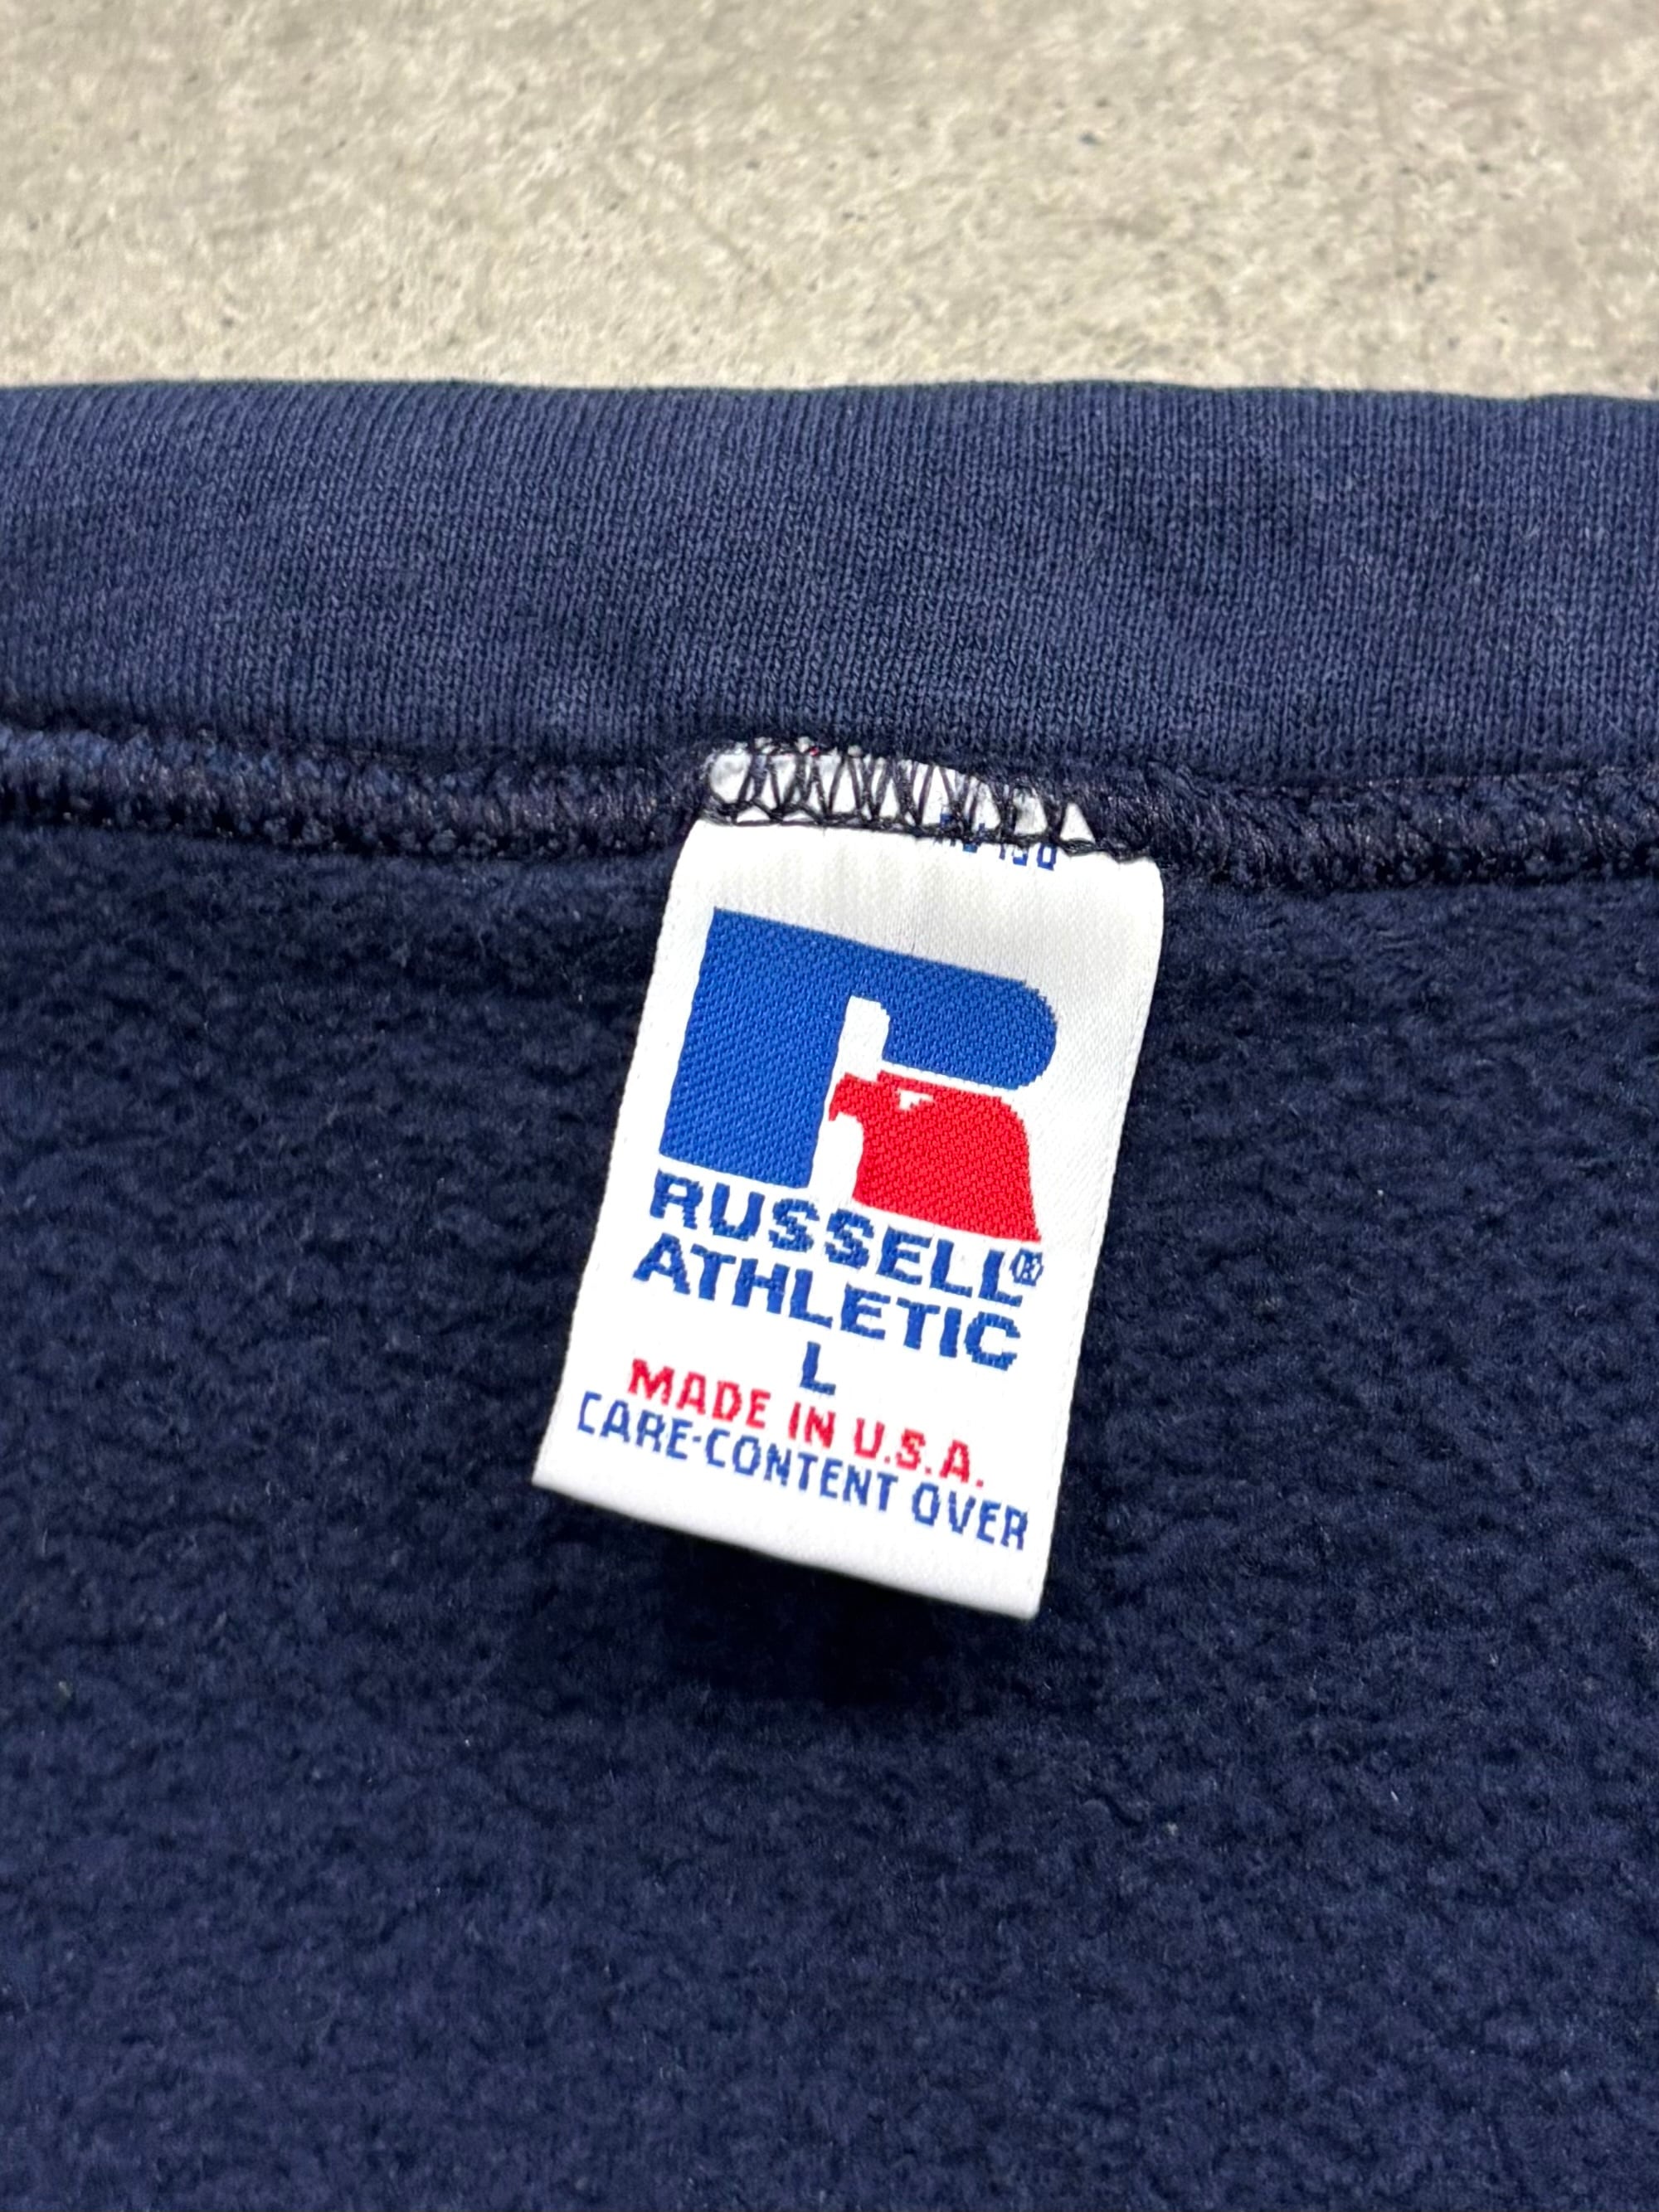 RUSSELL®
ATHLETIC
L
MADE IN U.S.A.
CARE-CONTENT OVER